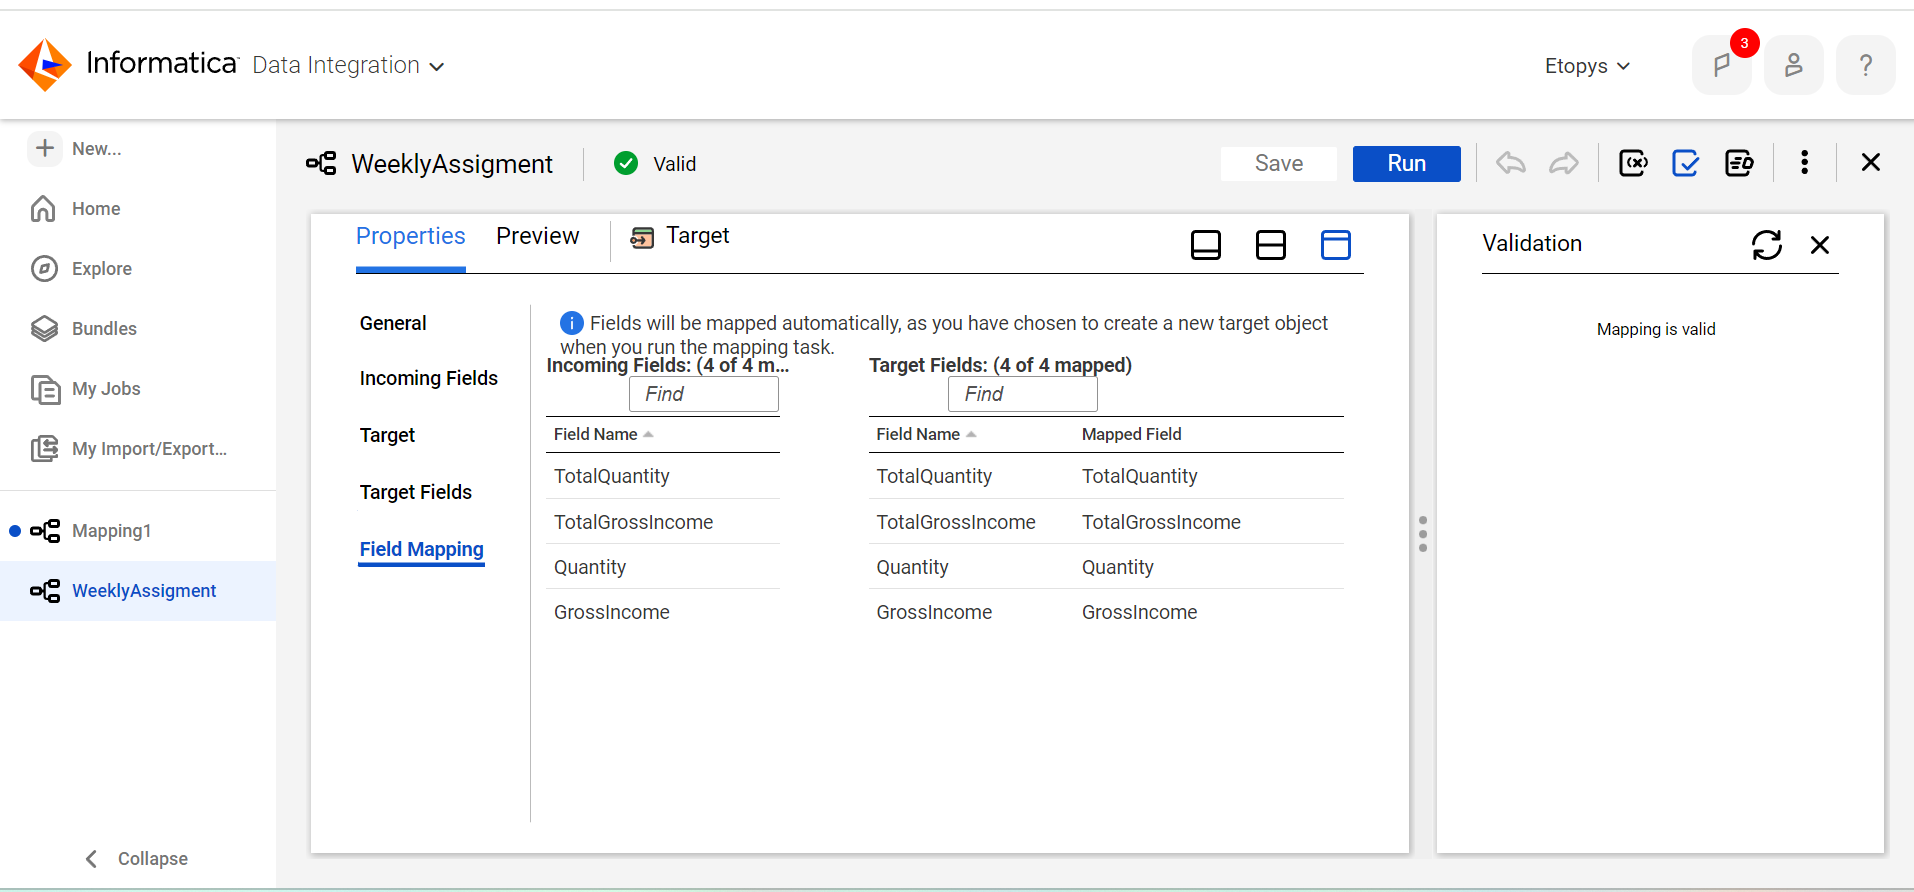 Informatica Data Integration
Etopys
3
?
New...
Home
Explore
Bundles
My Jobs
My Import/Export...
Mapping1
WeeklyAssigment
Collapse
WeeklyAssigment
Valid
Save
Run
Properties
Preview
Target
General
Incoming Fields
Target
Target Fields
Field Mapping
Fields will be mapped automatically, as you have chosen to create a new target object
when you run the mapping task.
Incoming Fields: (4 of 4 m...
Find
Field Name
TotalQuantity
TotalGrossIncome
Quantity
GrossIncome
Target Fields: (4 of 4 mapped)
Find
Field Name Mapped Field
TotalQuantity TotalQuantity
TotalGrossIncome TotalGrossIncome
Quantity Quantity
GrossIncome GrossIncome
Validation
Mapping is valid